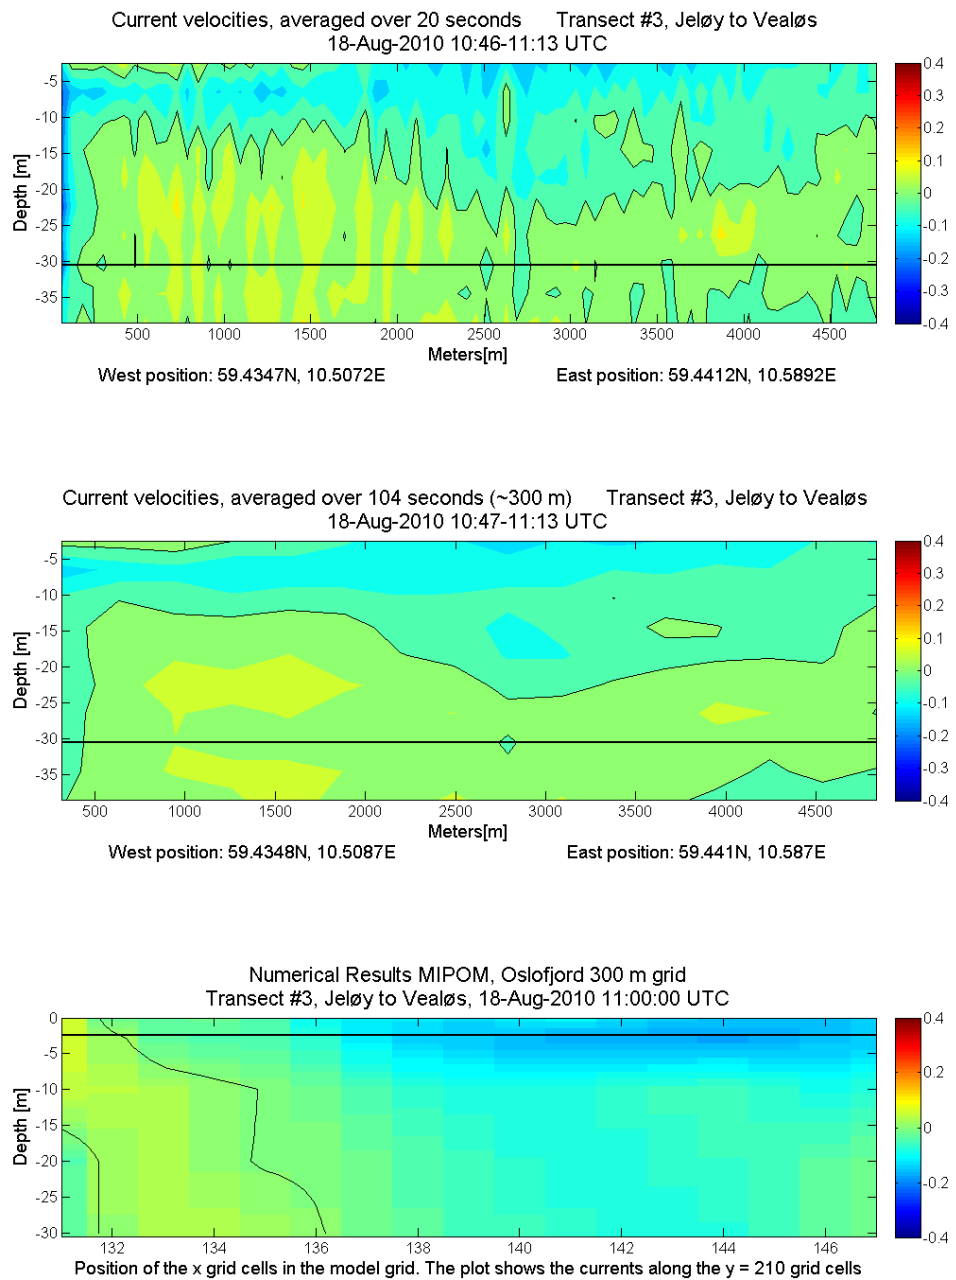 Current velocities, averaged over 20 seconds Transect #3, Jeløy to Vealøs
18-Aug-2010 10:46-11:13 UTC
-5
-10
-15
-20
-25
-30
-35
Depth [m]
500 1000 1500 2000 2500 3000 3500 4000 4500
Meters[m]
0.4
0.3
0.2
0.1
0
-0.1
-0.2
-0.3
-0.4
West position: 59.4347N, 10.5072E East position: 59.4412N, 10.5892E
Current velocities, averaged over 104 seconds (~300 m) Transect #3, Jeløy to Vealøs
18-Aug-2010 10:47-11:13 UTC
-5
-10
-15
-20
-25
-30
-35
Depth [m]
500 1000 1500 2000 2500 3000 3500 4000 4500
Meters[m]
0.4
0.3
0.2
0.1
0
-0.1
-0.2
-0.3
-0.4
West position: 59.4348N, 10.5087E East position: 59.441N, 10.587E
Numerical Results MIPOM, Oslofjord 300 m grid
Transect #3, Jeløy to Vealøs, 18-Aug-2010 11:00:00 UTC
0
-5
-10
-15
-20
-25
-30
Depth [m]
132 134 136 138 140 142 144 146
0.4
0.2
0
-0.2
-0.4
Position of the x grid cells in the model grid. The plot shows the currents along the y = 210 grid cells